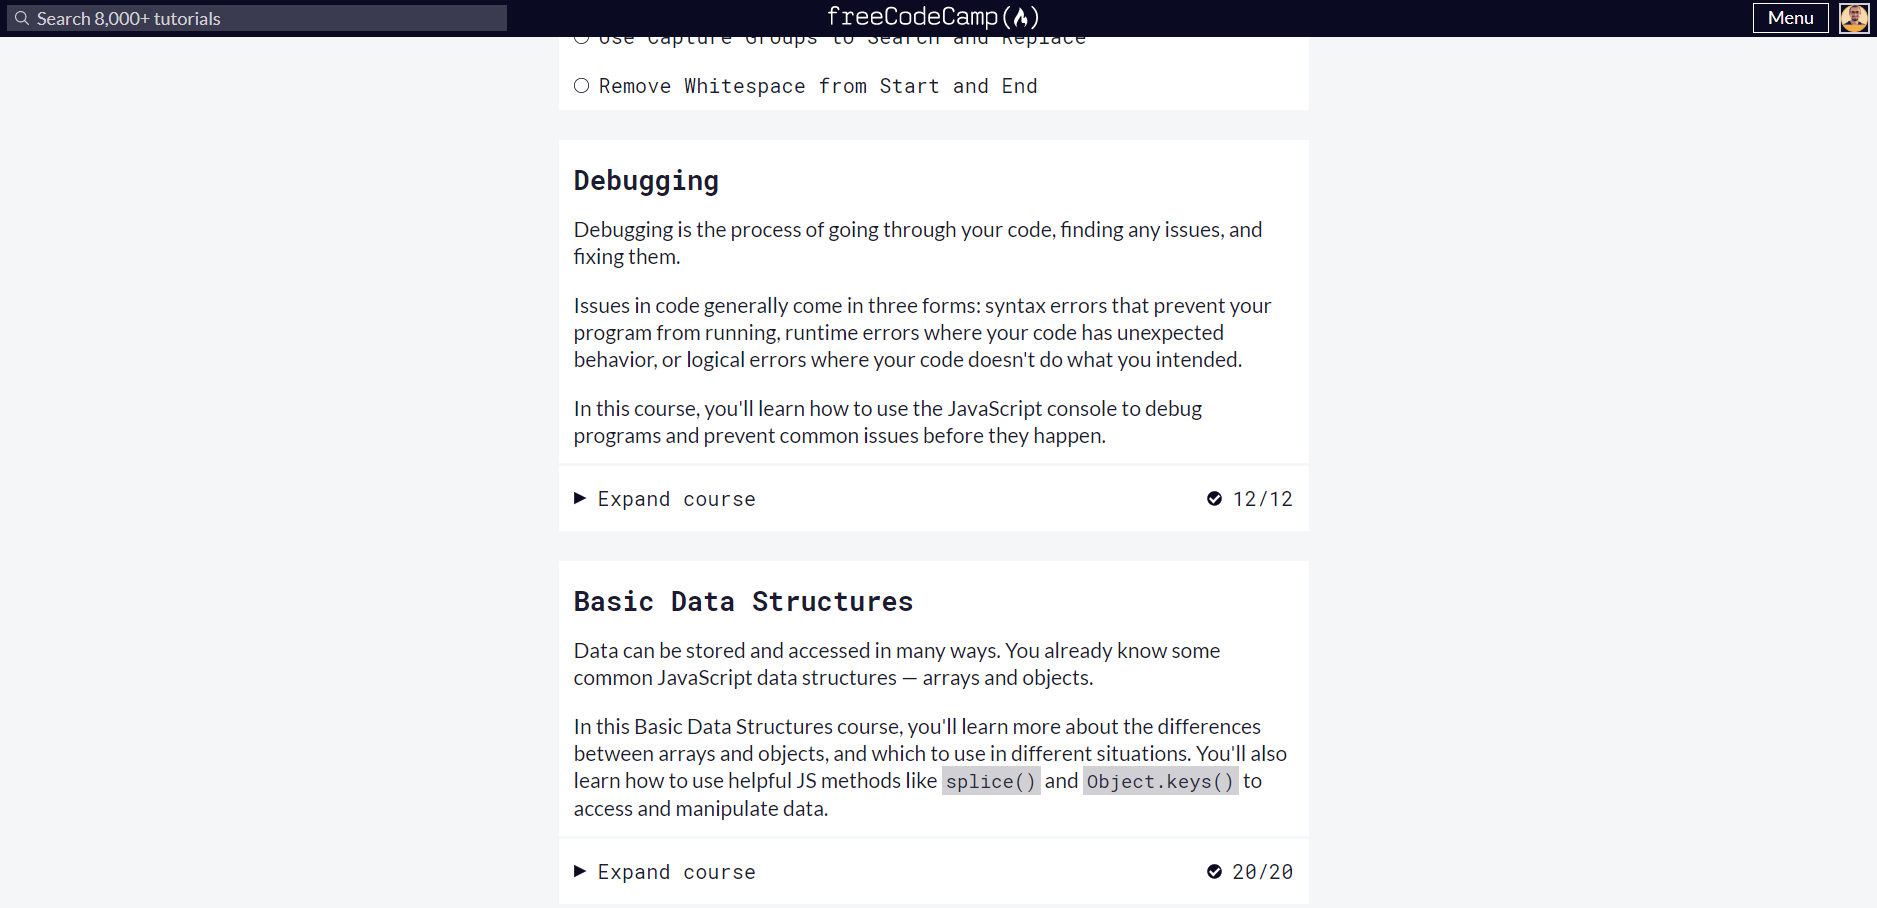 Search 8,000+ tutorials
freeCodeCamp
Menu
Use Capture Groups to Search and Replace
Remove Whitespace from Start and End
Debugging
Debugging is the process of going through your code, finding any issues, and
fixing them.
Issues in code generally come in three forms: syntax errors that prevent your
program from running, runtime errors where your code has unexpected
behavior, or logical errors where your code doesn't do what you intended.
In this course, you'll learn how to use the JavaScript console to debug
programs and prevent common issues before they happen.
Expand course 12/12
Basic Data Structures
Data can be stored and accessed in many ways. You already know some
common JavaScript data structures — arrays and objects.
In this Basic Data Structures course, you'll learn more about the differences
between arrays and objects, and which to use in different situations. You'll also
learn how to use helpful JS methods like splice() and Object.keys() to
access and manipulate data.
Expand course 20/20